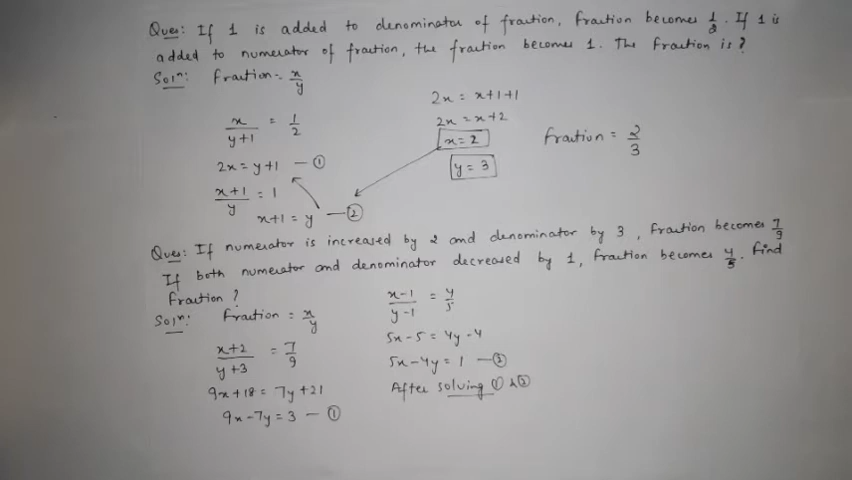 Ques: If 1 is added to denominator of fraction, fraction becomes 1/2. If 1 is
added to numerator of fraction, the fraction becomes 1. The fraction is?
Solⁿ: Fraction = x/y
x/(y+1) = 1/2
2x = y+1 — ①
(x+1)/y = 1
x+1 = y — ②
2x = x+1+1
2x = x+2
x = 2
y = 3
fraction = 2/3
Ques: If numerator is increased by 2 and denominator by 3, fraction becomes 7/9
If both numerator and denominator decreased by 1, fraction becomes 4/5. Find
fraction?
Solⁿ: Fraction = x/y
(x+2)/(y+3) = 7/9
9x+18 = 7y+21
9x-7y = 3 — ①
(x-1)/(y-1) = 4/5
5x-5 = 4y-4
5x-4y = 1 — ②
After solving ① & ②